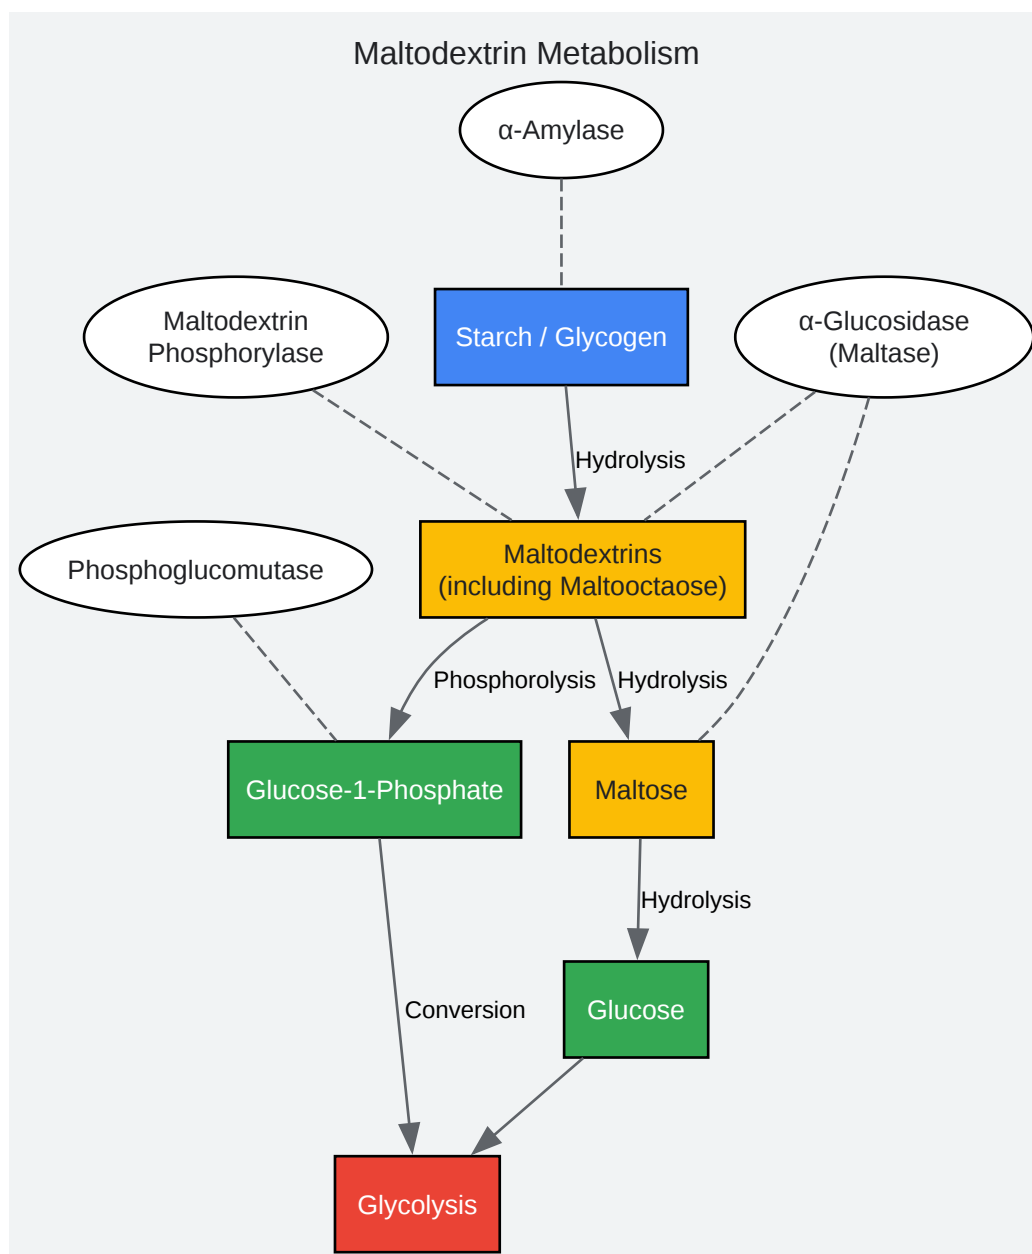 Maltodextrin Metabolism
α-Amylase
Maltodextrin
Phosphorylase
Starch / Glycogen
α-Glucosidase
(Maltase)
Hydrolysis
Phosphoglucomutase
Maltodextrins
(including Maltooctaose)
Phosphorolysis
Hydrolysis
Glucose-1-Phosphate
Maltose
Hydrolysis
Conversion
Glucose
Glycolysis